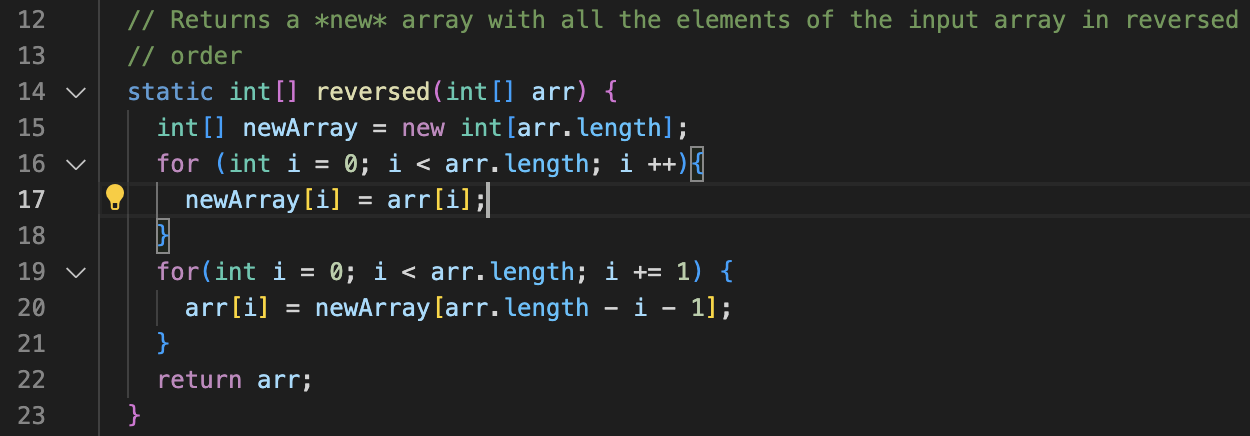 12 // Returns a *new* array with all the elements of the input array in reversed
13 // order
14 static int[] reversed(int[] arr) {
15 int[] newArray = new int[arr.length];
16 for (int i = 0; i < arr.length; i ++){
17 newArray[i] = arr[i];
18 }
19 for(int i = 0; i < arr.length; i += 1) {
20 arr[i] = newArray[arr.length - i - 1];
21 }
22 return arr;
23 }